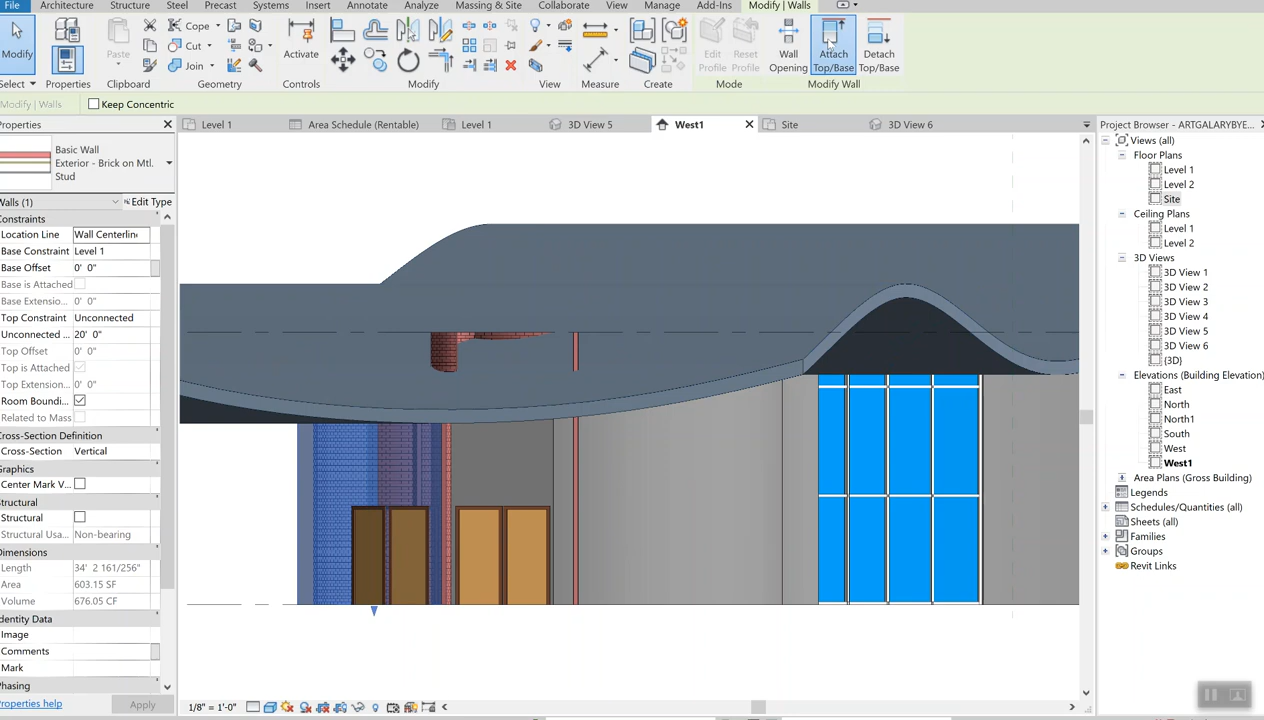 File Architecture Structure Steel Precast Systems Insert Annotate Analyze Massing & Site Collaborate View Manage Add-Ins Modify | Walls
Modify Paste Cope Cut Join Activate Wall Opening Edit Profile Reset Profile Attach Top/Base Detach Top/Base
Select Properties Clipboard Geometry Controls Modify View Measure Create Mode Modify Wall
Modify | Walls Keep Concentric
Properties
Level 1 Area Schedule (Rentable) Level 1 3D View 5 West1 Site 3D View 6
Project Browser - ARTGALARYBYE...
Basic Wall
Exterior - Brick on Mtl.
Stud
Walls (1) Edit Type
Constraints
Location Line Wall Centerlin
Base Constraint Level 1
Base Offset 0' 0"
Base is Attached
Base Extensio... 0' 0"
Top Constraint Unconnected
Unconnected ... 20' 0"
Top Offset 0' 0"
Top is Attached
Top Extension... 0' 0"
Room Boundi...
Related to Mass
Cross-Section Definition
Cross-Section Vertical
Graphics
Center Mark V...
Structural
Structural
Structural Usa... Non-bearing
Dimensions
Length 34' 2 161/256"
Area 603.15 SF
Volume 676.05 CF
Identity Data
Image
Comments
Mark
Phasing
Properties help Apply
1/8" = 1'-0"
Views (all)
Floor Plans
Level 1
Level 2
Site
Ceiling Plans
Level 1
Level 2
3D Views
3D View 1
3D View 2
3D View 3
3D View 4
3D View 5
3D View 6
{3D}
Elevations (Building Elevation)
East
North
North1
South
West
West1
Area Plans (Gross Building)
Legends
Schedules/Quantities (all)
Sheets (all)
Families
Groups
Revit Links